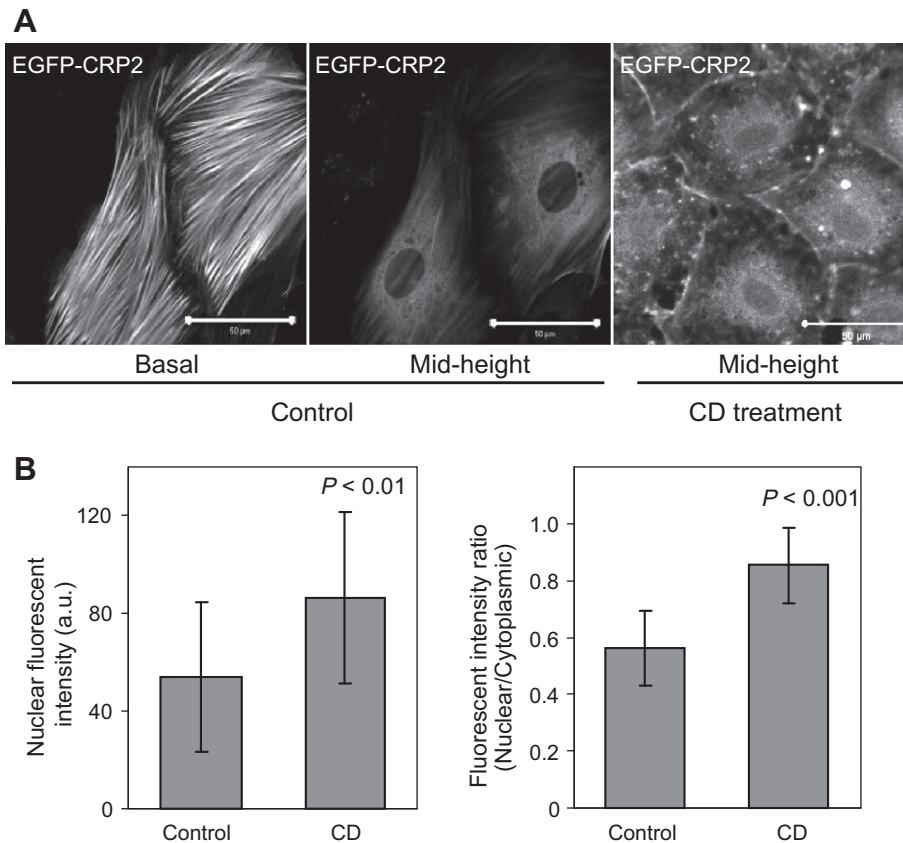 A
EGFP-CRP2
EGFP-CRP2
EGFP-CRP2
50 µm
50 µm
50 µm
Basal
Mid-height
Mid-height
Control
CD treatment
B
Nuclear fluorescent
intensity (a.u.)
120
80
40
0
P < 0.01
Control
CD
Fluorescent intensity ratio
(Nuclear/Cytoplasmic)
1.0
0.8
0.6
0.4
0.2
0
P < 0.001
Control
CD